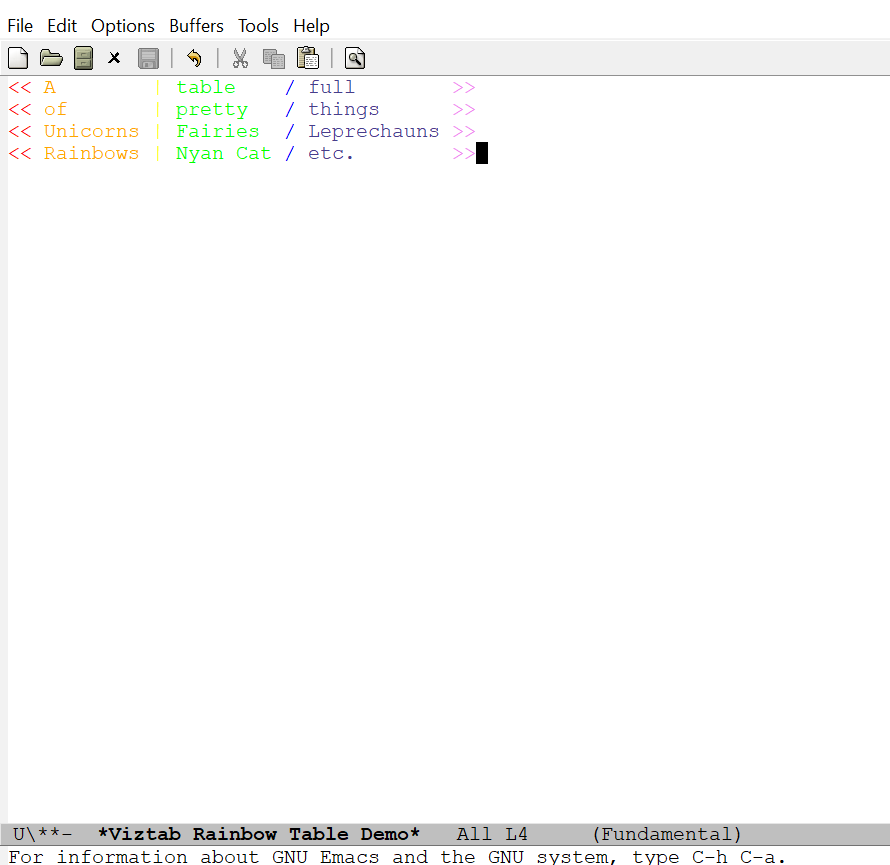 File Edit Options Buffers Tools Help
<< A        | table    / full        >>
<< of       | pretty   / things      >>
<< Unicorns | Fairies  / Leprechauns >>
<< Rainbows | Nyan Cat / etc.        >>
U\**-  *Viztab Rainbow Table Demo*   All L4     (Fundamental)
For information about GNU Emacs and the GNU system, type C-h C-a.